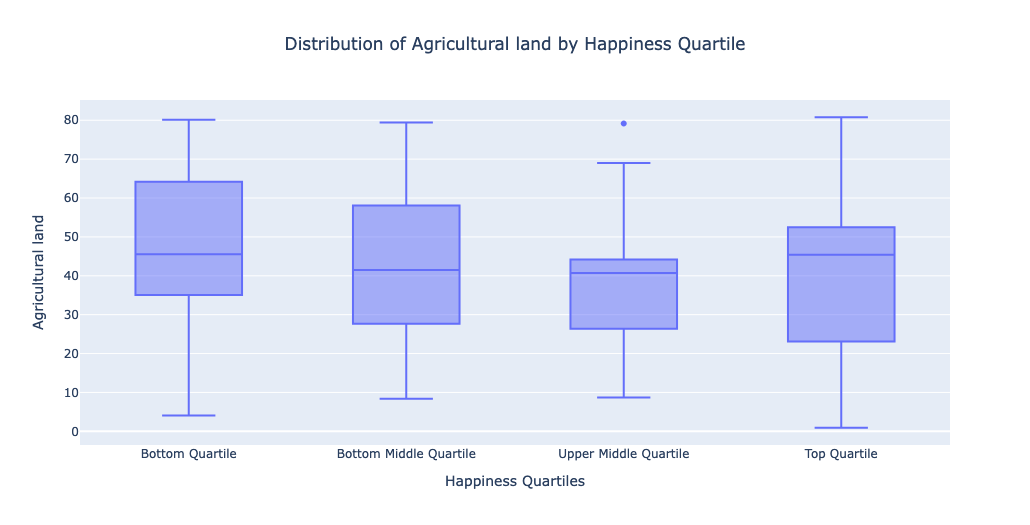 Distribution of Agricultural land by Happiness Quartile
Agricultural land
80
70
60
50
40
30
20
10
0
Bottom Quartile
Bottom Middle Quartile
Upper Middle Quartile
Top Quartile
Happiness Quartiles